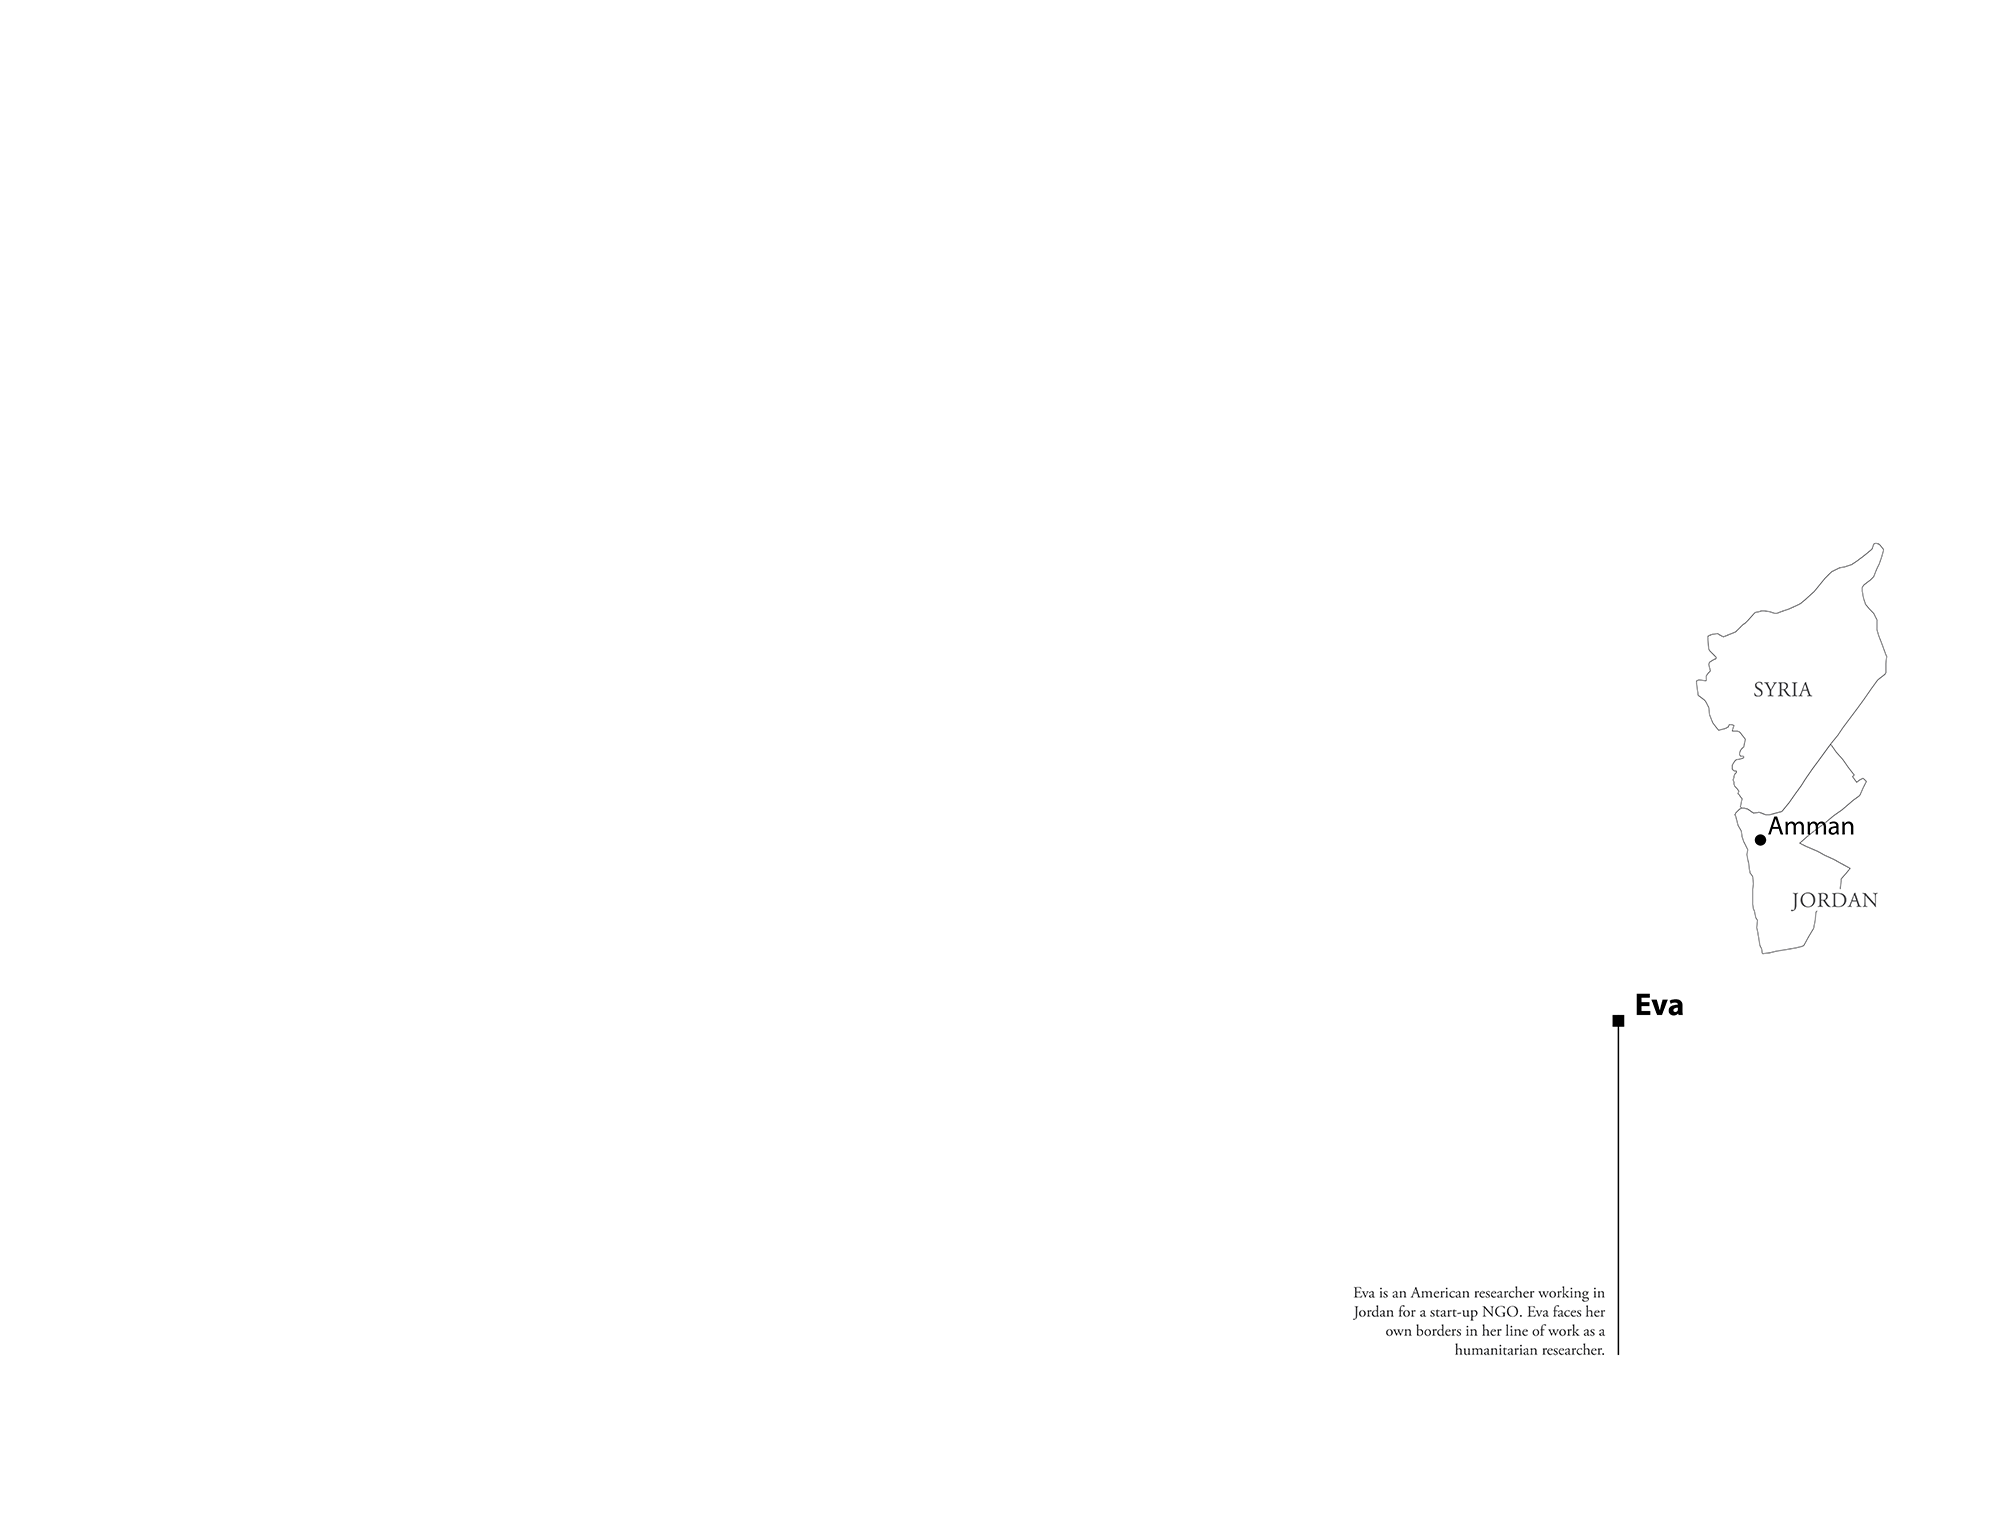 SYRIA
Amman
JORDAN
Eva
Eva is an American researcher working in
Jordan for a start-up NGO. Eva faces her
own borders in her line of work as a
humanitarian researcher.